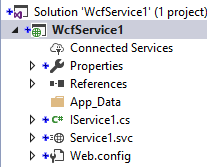 Solution 'WcfService1' (1 project)
WcfService1
Connected Services
Properties
References
App_Data
IService1.cs
Service1.svc
Web.config